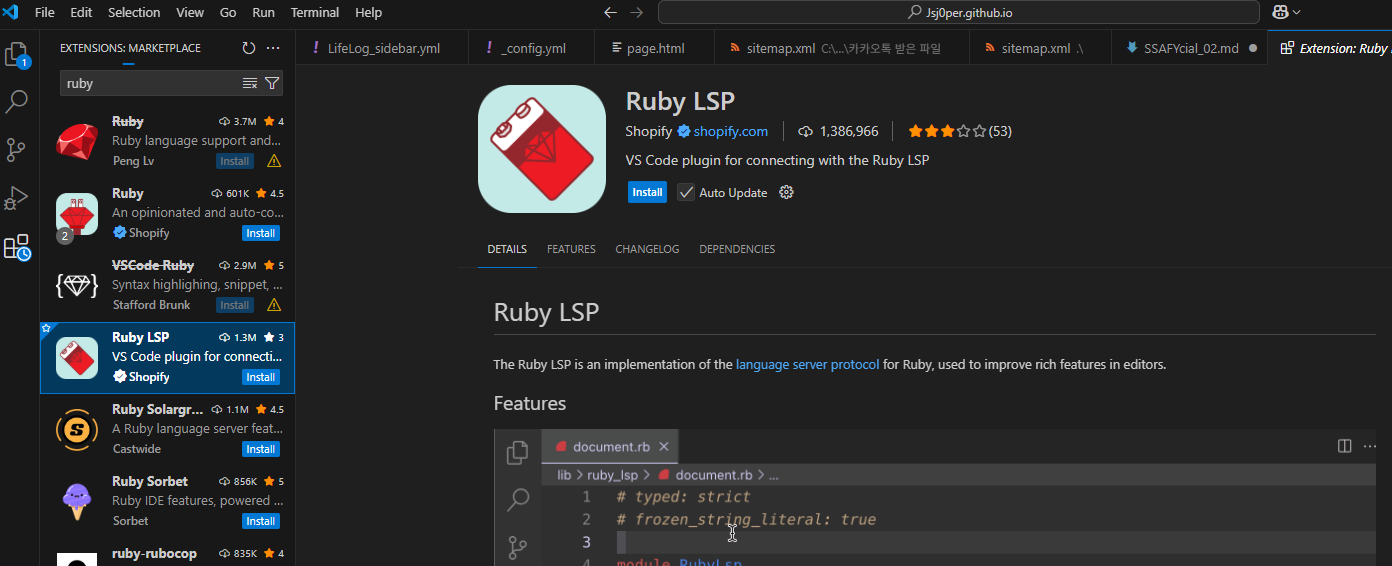 File Edit Selection View Go Run Terminal Help
Jsj0per.github.io
EXTENSIONS: MARKETPLACE
LifeLog_sidebar.yml
_config.yml
page.html
sitemap.xml C:\...\카카오톡 받은 파일
sitemap.xml .\
SSAFYcial_02.md
Extension: Ruby
1
ruby
Ruby 3.7M 4
Ruby language support and...
Peng Lv Install
Ruby 601K 4.5
An opinionated and auto-co...
2
Shopify Install
VSCode Ruby 2.9M 5
Syntax highlighing, snippet, ...
Stafford Brunk Install
Ruby LSP 1.3M 3
VS Code plugin for connecti...
Shopify Install
Ruby Solargr... 1.1M 4.5
A Ruby language server feat...
Castwide Install
Ruby Sorbet 856K 5
Ruby IDE features, powered ...
Sorbet Install
ruby-rubocop 835K 4
Ruby LSP
Shopify shopify.com 1,386,966 (53)
VS Code plugin for connecting with the Ruby LSP
Install Auto Update
DETAILS FEATURES CHANGELOG DEPENDENCIES
Ruby LSP
The Ruby LSP is an implementation of the language server protocol for Ruby, used to improve rich features in editors.
Features
document.rb
lib > ruby_lsp > document.rb > ...
1 # typed: strict
2 # frozen_string_literal: true
3
4 module RubyLsp